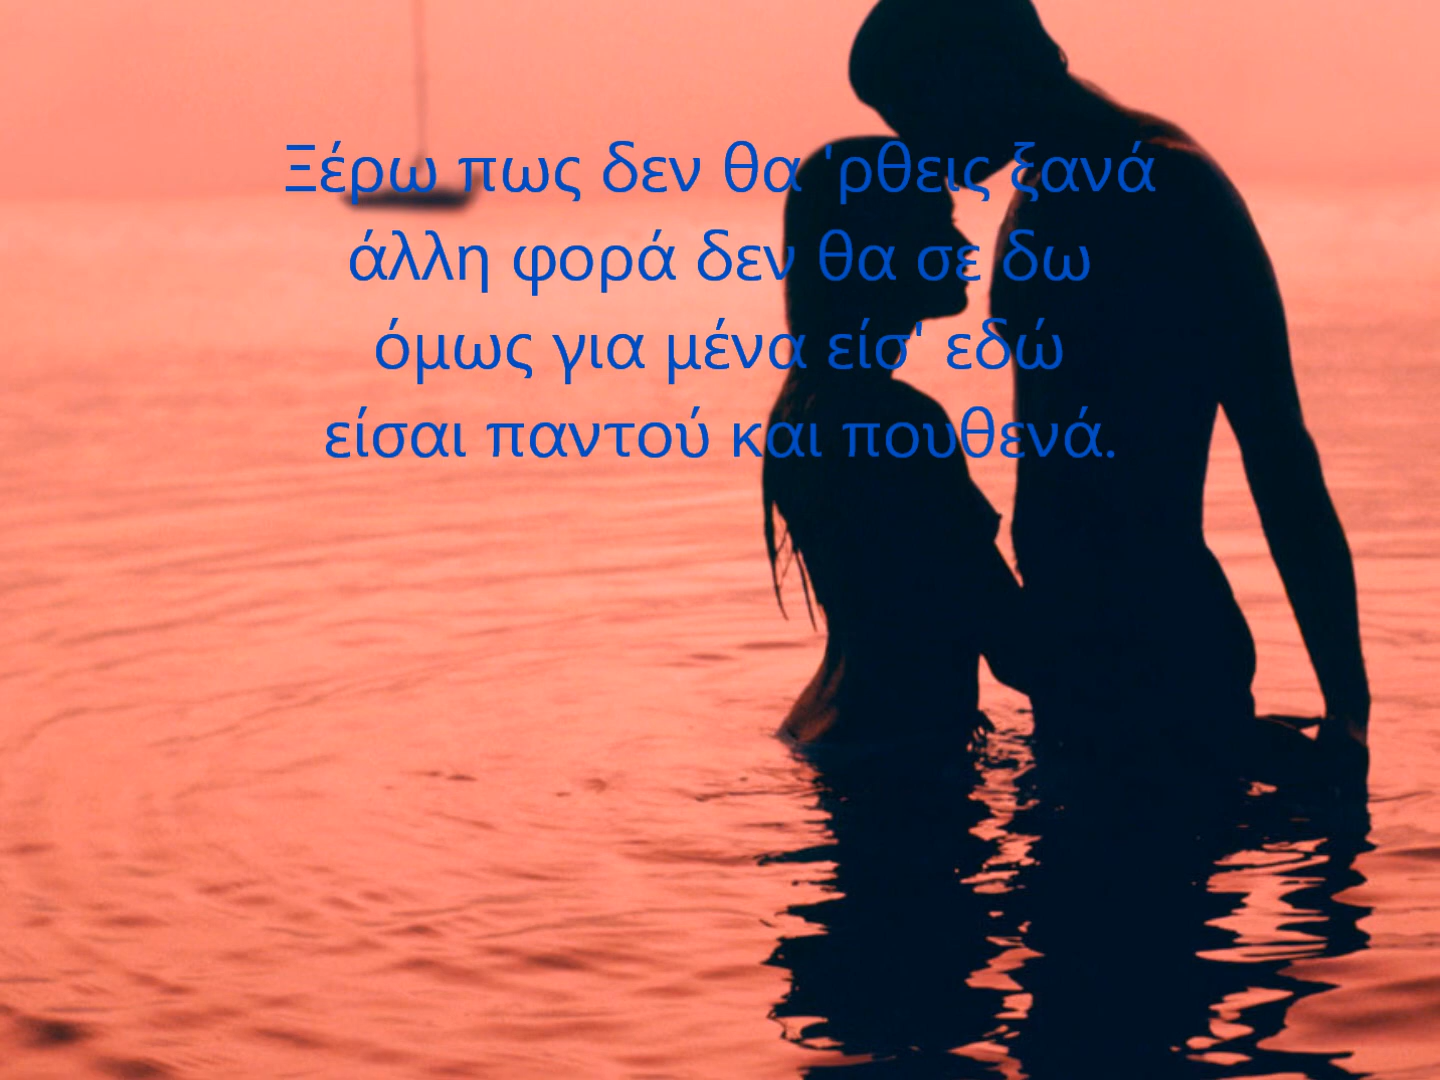 Ξέρω πως δεν θα 'ρθεις ξανά
άλλη φορά δεν θα σε δω
όμως για μένα είσ' εδώ
είσαι παντού και πουθενά.